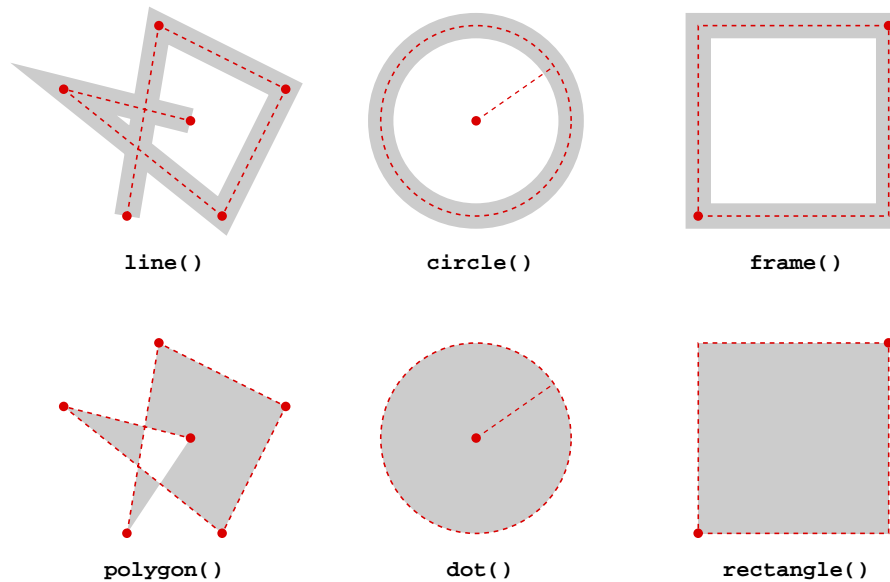 line() circle() frame()
polygon() dot() rectangle()